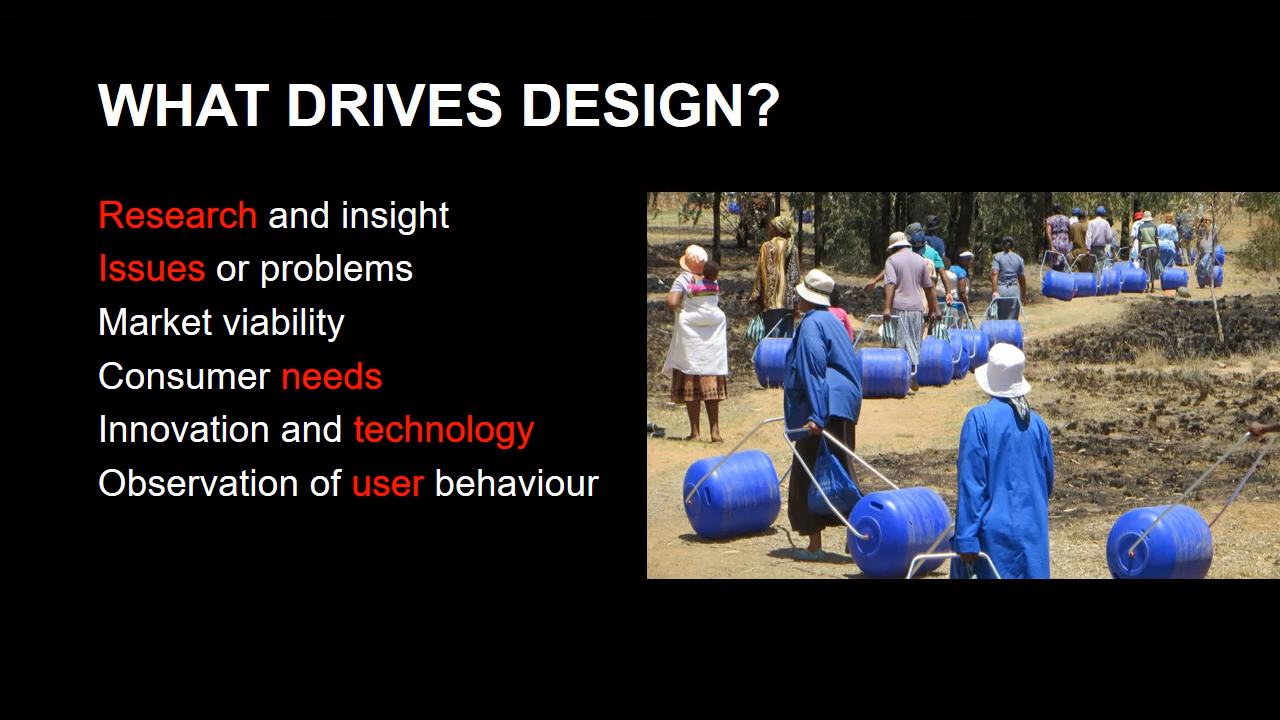 WHAT DRIVES DESIGN?
Research and insight
Issues or problems
Market viability
Consumer needs
Innovation and technology
Observation of user behaviour